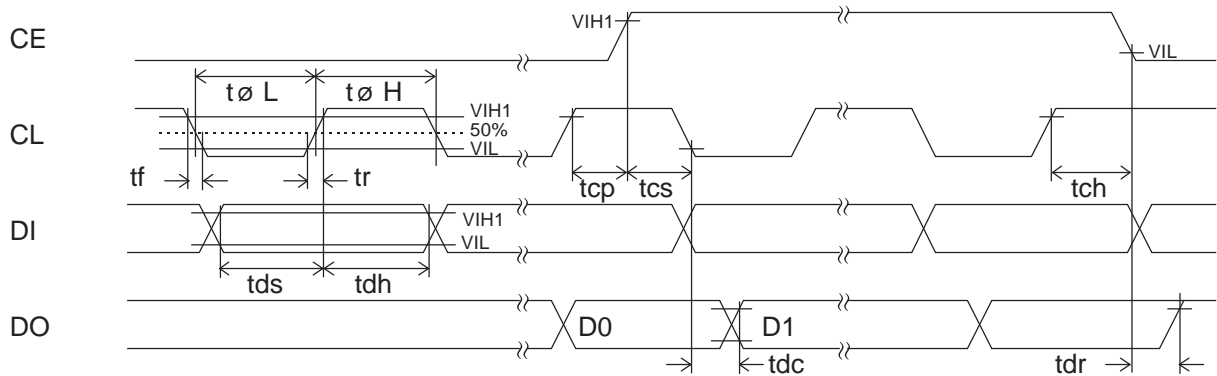 CE
VIH1
VIL
tø L
tø H
CL
VIH1
50%
VIL
tf
tr
tcp
tcs
tch
DI
VIH1
VIL
tds
tdh
DO
D0
D1
tdc
tdr